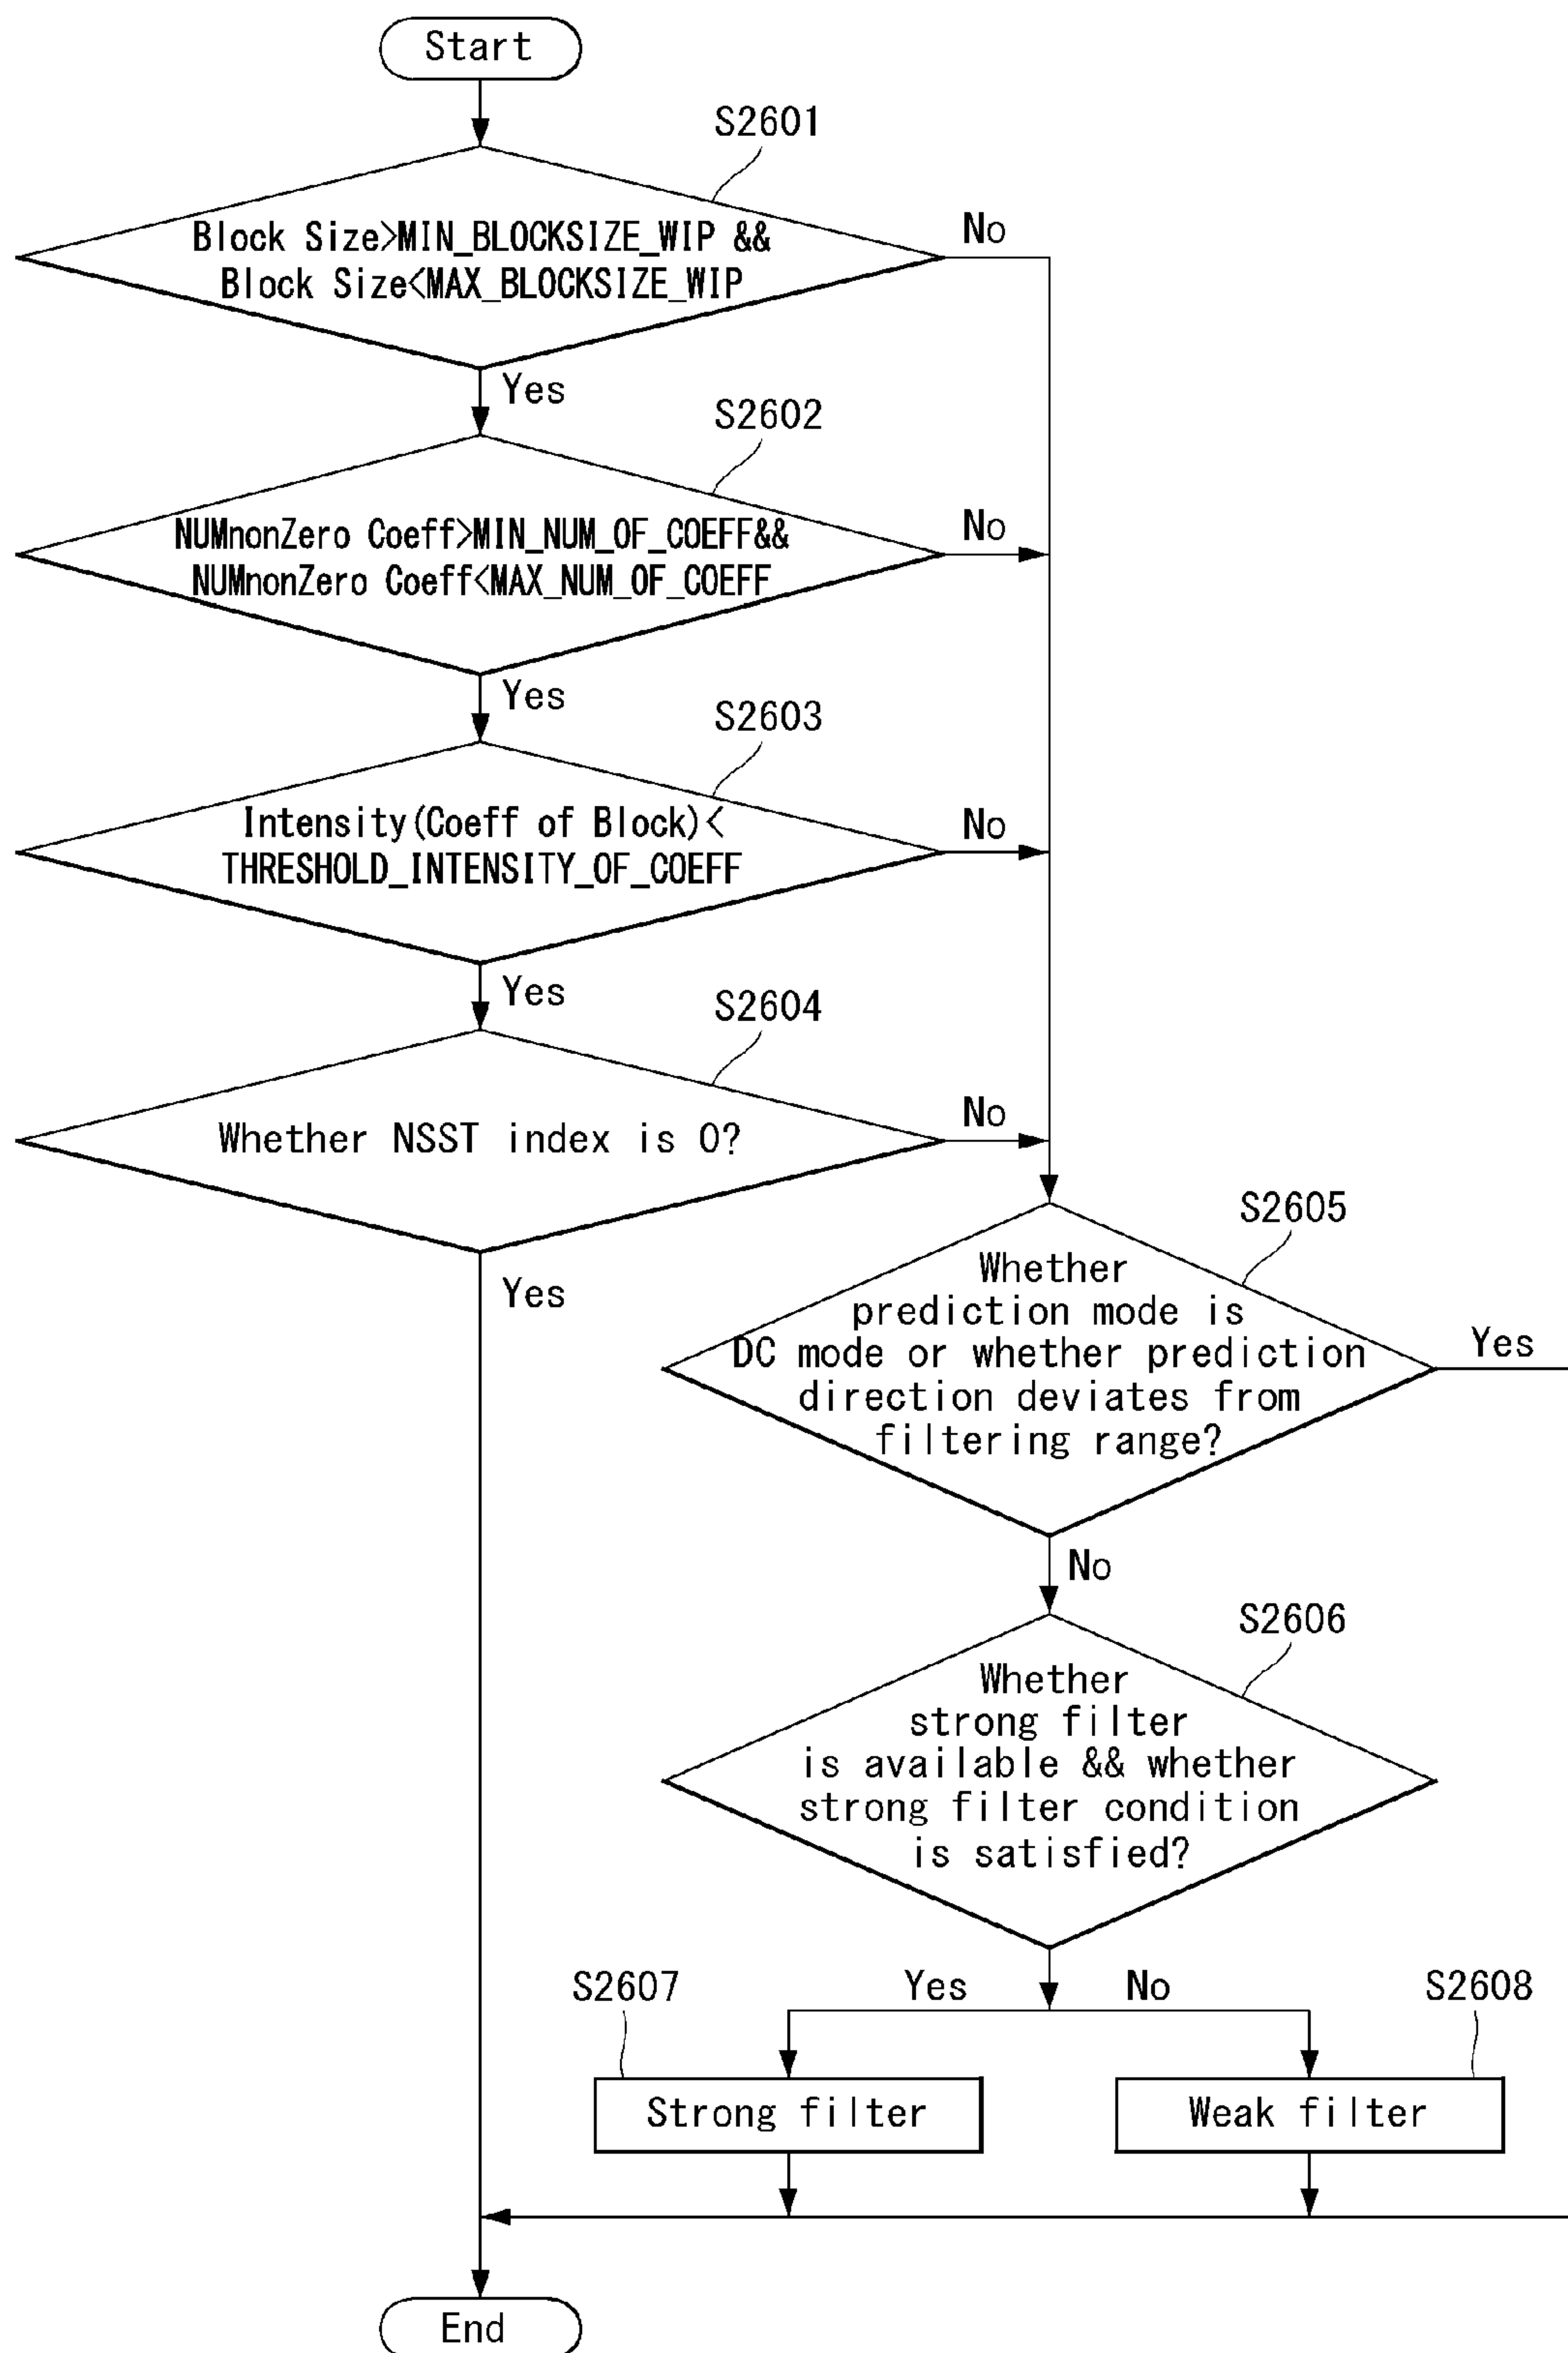 Start
S2601
Block Size>MIN_BLOCKSIZE_WIP &&
Block Size<MAX_BLOCKSIZE_WIP
No
Yes
S2602
NUMnonZero Coeff>MIN_NUM_OF_COEFF&&
NUMnonZero Coeff<MAX_NUM_OF_COEFF
No
Yes
S2603
Intensity(Coeff of Block)<
THRESHOLD_INTENSITY_OF_COEFF
No
Yes
S2604
Whether NSST index is 0?
No
Yes
S2605
Whether
prediction mode is
DC mode or whether prediction
direction deviates from
filtering range?
Yes
No
S2606
Whether
strong filter
is available && whether
strong filter condition
is satisfied?
Yes
No
S2607
S2608
Strong filter
Weak filter
End